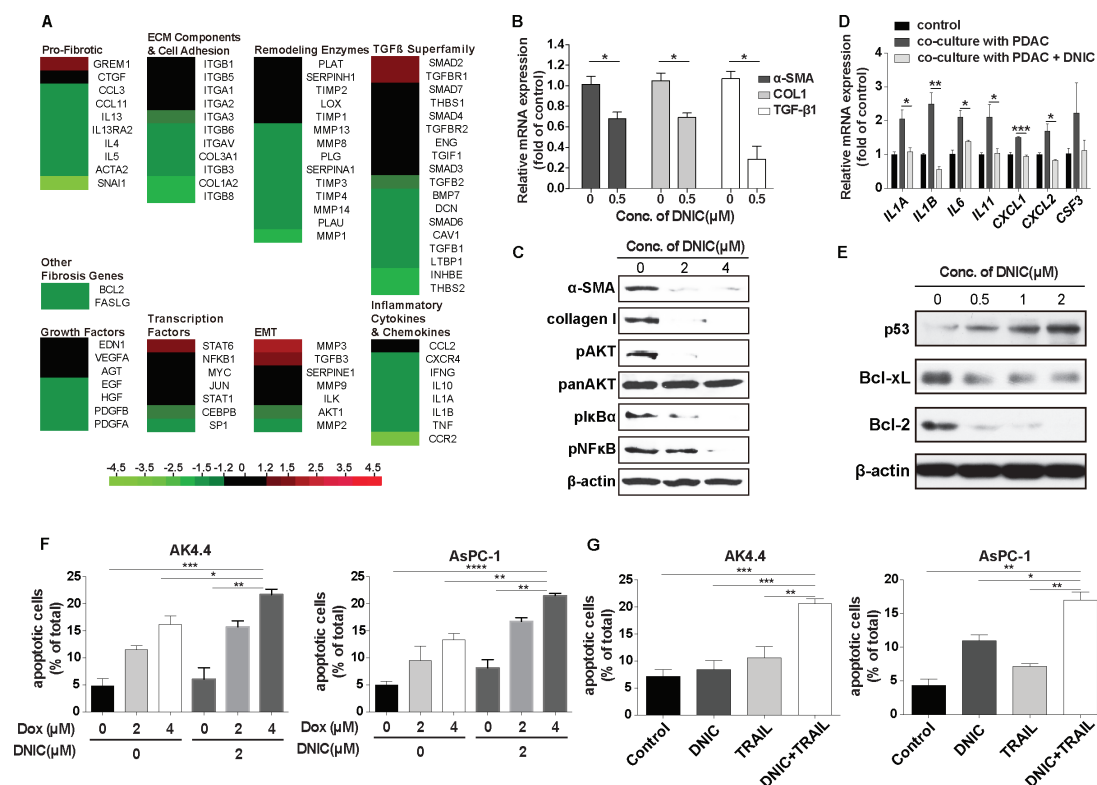 A
Pro-Fibrotic
GREM1
CTGF
CCL3
CCL11
IL13
IL13RA2
IL4
IL5
ACTA2
SNAI1
ECM Components
& Cell Adhesion
ITGB1
ITGB5
ITGA1
ITGA2
ITGA3
ITGB6
ITGAV
COL3A1
ITGB3
COL1A2
ITGB8
Remodeling Enzymes
PLAT
SERPINH1
TIMP2
LOX
TIMP1
MMP13
MMP8
PLG
SERPINA1
TIMP3
TIMP4
MMP14
PLAU
MMP1
TGFß Superfamily
SMAD2
TGFBR1
SMAD7
THBS1
SMAD4
TGFBR2
ENG
TGIF1
SMAD3
TGFB2
BMP7
DCN
SMAD6
CAV1
TGFB1
LTBP1
INHBE
THBS2
Other
Fibrosis Genes
BCL2
FASLG
Growth Factors
EDN1
VEGFA
AGT
EGF
HGF
PDGFB
PDGFA
Transcription
Factors
STAT6
NFKB1
MYC
JUN
STAT1
CEBPB
SP1
EMT
MMP3
TGFB3
SERPINE1
MMP9
ILK
AKT1
MMP2
Inflammatory
Cytokines
& Chemokines
CCL2
CXCR4
IFNG
IL10
IL1A
IL1B
TNF
CCR2
-4,5 -3,5 -2,5 -1,5 -1,2 0 1,2 1,5 2,5 3,5 4,5
B
Relative mRNA expression
(fold of control)
1.6
1.2
0.8
0.4
0.0
* * *
α-SMA
COL1
TGF-β1
0 0.5 0 0.5 0 0.5
Conc. of DNIC(μM)
C
Conc. of DNIC(μM)
0 2 4
α-SMA
collagen I
pAKT
panAKT
pIκBα
pNFκB
β-actin
D
control
co-culture with PDAC
co-culture with PDAC + DNIC
Relative mRNA expression
(fold of control)
4
3
2
1
0
* ** * * *** *
IL1A IL1B IL6 IL11 CXCL1 CXCL2 CSF3
E
Conc. of DNIC(μM)
0 0.5 1 2
p53
Bcl-xL
Bcl-2
β-actin
F
AK4.4
apoptotic cells
(% of total)
25
20
15
10
5
0
***
*
**
Dox (μM) 0 2 4 0 2 4
DNIC(μM) 0 2
AsPC-1
apoptotic cells
(% of total)
25
20
15
10
5
0
****
**
**
0 2 4 0 2 4
0 2
G
AK4.4
apoptotic cells
(% of total)
25
20
15
10
5
0
***
***
**
Control DNIC TRAIL DNIC+TRAIL
AsPC-1
apoptotic cells
(% of total)
25
20
15
10
5
0
**
*
**
Control DNIC TRAIL DNIC+TRAIL